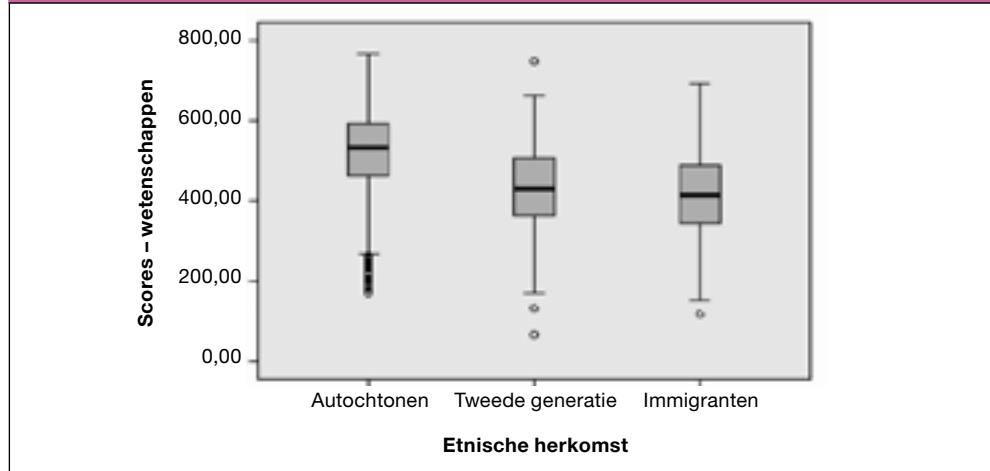 Scores – wetenschappen
800,00
600,00
400,00
200,00
0,00
Autochtonen Tweede generatie Immigranten
Etnische herkomst